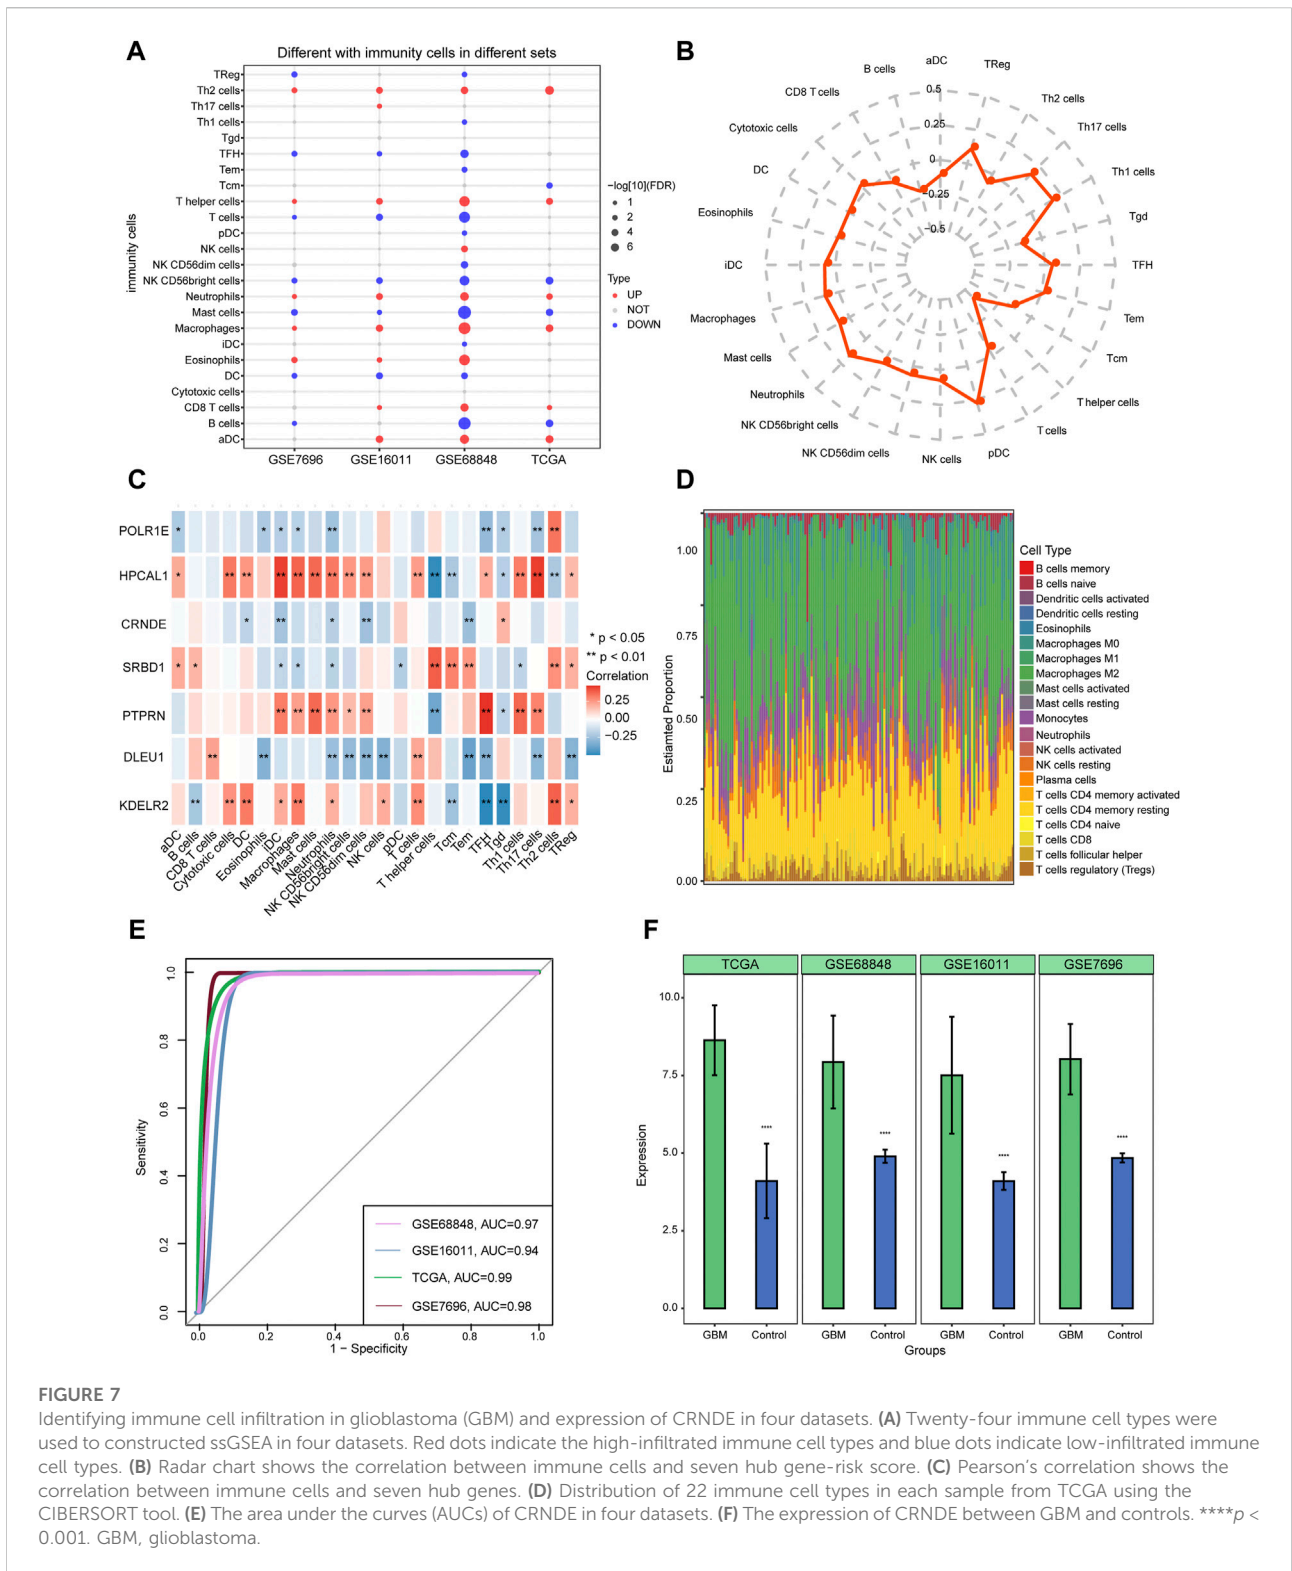 A
Different with immunity cells in different sets
immunity cells
TReg
Th2 cells
Th17 cells
Th1 cells
Tgd
TFH
Tem
Tcm
T helper cells
T cells
pDC
NK cells
NK CD56dim cells
NK CD56bright cells
Neutrophils
Mast cells
Macrophages
iDC
Eosinophils
DC
Cytotoxic cells
CD8 T cells
B cells
aDC
GSE7696 GSE16011 GSE68848 TCGA
−log[10](FDR)
1
2
4
6
Type
UP
NOT
DOWN
B
aDC
TReg
Th2 cells
Th17 cells
Th1 cells
Tgd
TFH
Tem
Tcm
T helper cells
T cells
pDC
NK cells
NK CD56dim cells
NK CD56bright cells
Neutrophils
Mast cells
Macrophages
iDC
Eosinophils
DC
Cytotoxic cells
CD8 T cells
B cells
0.5
0.25
0
−0.25
−0.5
C
POLR1E * * * * ** ** * ** **
HPCAL1 * ** ** ** ** ** ** ** ** ** ** ** * * ** ** ** *
CRNDE * ** * ** ** *
SRBD1 * * * * * * ** ** ** * ** *
PTPRN ** ** ** ** * ** ** ** * ** **
DLEU1 ** ** ** ** ** ** ** ** ** ** **
KDELR2 ** ** ** * ** * * ** ** ** ** ** *
aDC
B cells
CD8 T cells
Cytotoxic cells
DC
Eosinophils
iDC
Macrophages
Mast cells
Neutrophils
NK CD56bright cells
NK CD56dim cells
NK cells
pDC
T cells
T helper cells
Tcm
Tem
TFH
Tgd
Th1 cells
Th17 cells
Th2 cells
TReg
* p < 0.05
** p < 0.01
Correlation
0.25
0.00
−0.25
D
Estiamted Proportion
1.00
0.75
0.50
0.25
0.00
Cell Type
B cells memory
B cells naive
Dendritic cells activated
Dendritic cells resting
Eosinophils
Macrophages M0
Macrophages M1
Macrophages M2
Mast cells activated
Mast cells resting
Monocytes
Neutrophils
NK cells activated
NK cells resting
Plasma cells
T cells CD4 memory activated
T cells CD4 memory resting
T cells CD4 naive
T cells CD8
T cells follicular helper
T cells regulatory (Tregs)
E
Sensitivity
1.0
0.8
0.6
0.4
0.2
0.0
0.0 0.2 0.4 0.6 0.8 1.0
1 − Specificity
GSE68848, AUC=0.97
GSE16011, AUC=0.94
TCGA, AUC=0.99
GSE7696, AUC=0.98
F
TCGA GSE68848 GSE16011 GSE7696
Expression
10.0
7.5
5.0
2.5
0.0
**** **** **** ****
GBM Control GBM Control GBM Control GBM Control
Groups
FIGURE 7
Identifying immune cell infiltration in glioblastoma (GBM) and expression of CRNDE in four datasets. (A) Twenty-four immune cell types were
used to constructed ssGSEA in four datasets. Red dots indicate the high-infiltrated immune cell types and blue dots indicate low-infiltrated immune
cell types. (B) Radar chart shows the correlation between immune cells and seven hub gene-risk score. (C) Pearson's correlation shows the
correlation between immune cells and seven hub genes. (D) Distribution of 22 immune cell types in each sample from TCGA using the
CIBERSORT tool. (E) The area under the curves (AUCs) of CRNDE in four datasets. (F) The expression of CRNDE between GBM and controls. ****p <
0.001. GBM, glioblastoma.